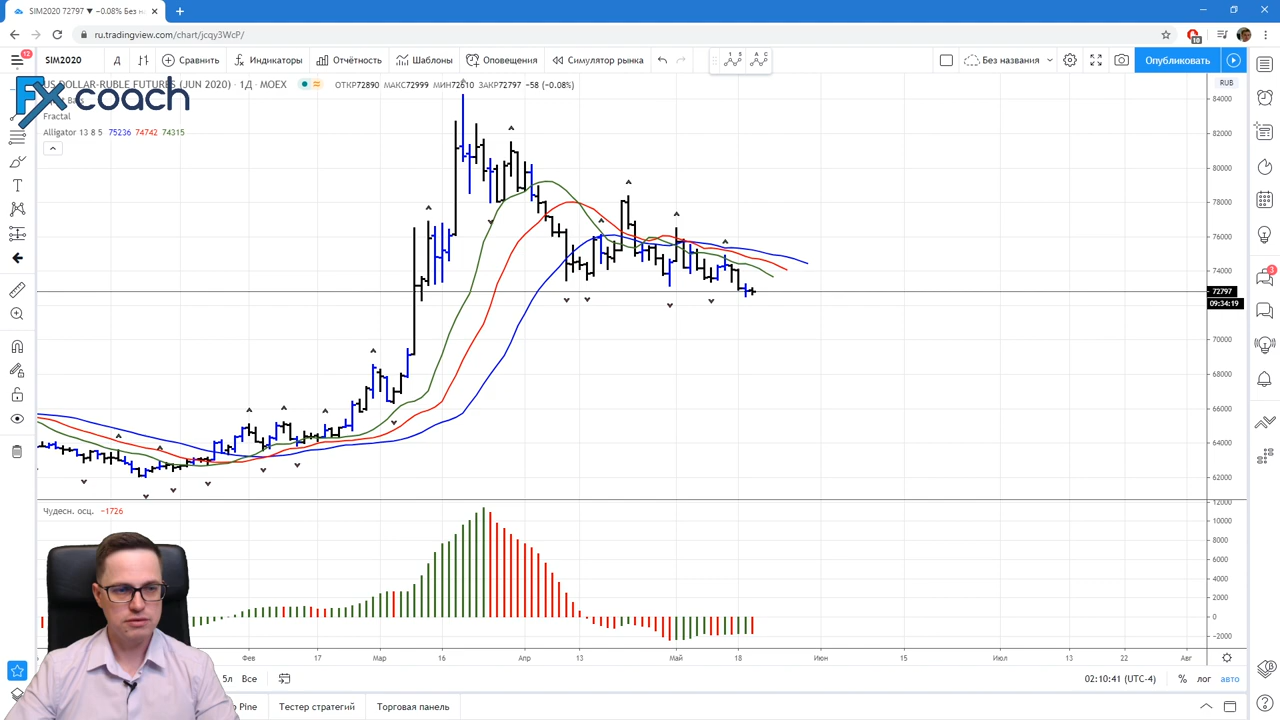 SIM2020 72797 ▼ −0.08% Без н
ru.tradingview.com/chart/jcqy3WcP/
12
SIM2020
Д
Сравнить
Индикаторы
Отчётность
Шаблоны
Оповещения
Симулятор рынка
Без названия
Опубликовать
FXcoach
US DOLLAR-RUBLE FUTURES (JUN 2020) · 1Д · MOEX
ОТКР72890 МАКС72999 МИН72610 ЗАКР72797 −58 (−0.08%)
Fractal
Alligator 13 8 5 75236 74742 74315
RUB
84000
82000
80000
78000
76000
74000
72797
09:34:19
70000
68000
66000
64000
62000
Чудесн. осц. −1726
12000
10000
8000
6000
4000
2000
0
−2000
Фев 17 Мар 16 Апр 13 Май 18 Июн 15 Июл 13 22 Авг
5л Все
02:10:41 (UTC-4)
% лог авто
Pine
Тестер стратегий
Торговая панель
3